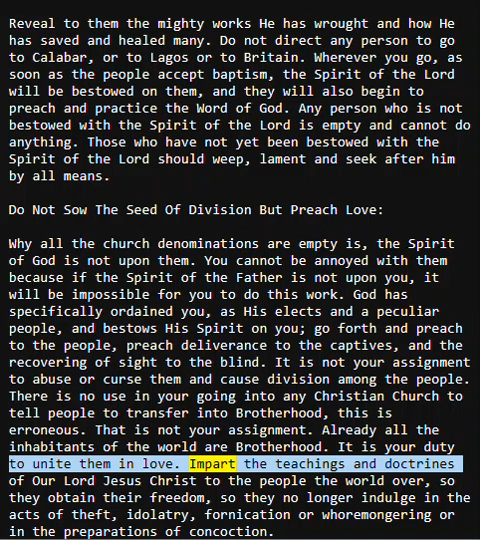 Reveal to them the mighty works He has wrought and how He
has saved and healed many. Do not direct any person to go
to Calabar, or to Lagos or to Britain. Wherever you go, as
soon as the people accept baptism, the Spirit of the Lord
will be bestowed on them, and they will also begin to
preach and practice the Word of God. Any person who is not
bestowed with the Spirit of the Lord is empty and cannot do
anything. Those who have not yet been bestowed with the
Spirit of the Lord should weep, lament and seek after him
by all means.
Do Not Sow The Seed Of Division But Preach Love:
Why all the church denominations are empty is, the Spirit
of God is not upon them. You cannot be annoyed with them
because if the Spirit of the Father is not upon you, it
will be impossible for you to do this work. God has
specifically ordained you, as His elects and a peculiar
people, and bestows His Spirit on you; go forth and preach
to the people, preach deliverance to the captives, and the
recovering of sight to the blind. It is not your assignment
to abuse or curse them and cause division among the people.
There is no use in your going into any Christian Church to
tell people to transfer into Brotherhood, this is
erroneous. That is not your assignment. Already all the
inhabitants of the world are Brotherhood. It is your duty
to unite them in love. Impart the teachings and doctrines
of Our Lord Jesus Christ to the people the world over, so
they obtain their freedom, so they no longer indulge in the
acts of theft, idolatry, fornication or whoremongering or
in the preparations of concoction.